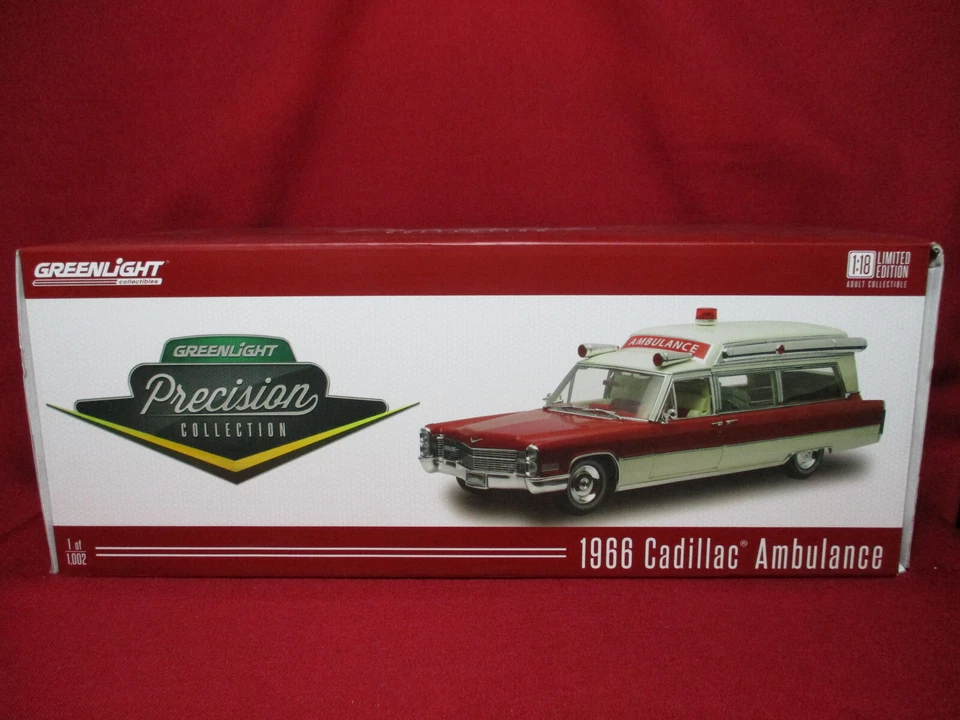 GREENLiGHT
collectibles
1:18 LIMITED
EDITION
ADULT COLLECTIBLE
GREENLiGHT
Precision
COLLECTION
AMBULANCE
1 of
1,002
1966 Cadillac® Ambulance